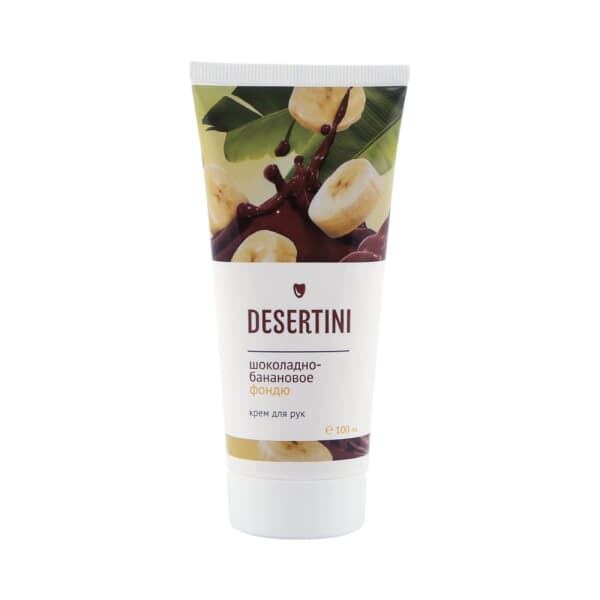 DESERTINI
шоколадно-
банановое
фондю
крем для рук
℮ 100 мл